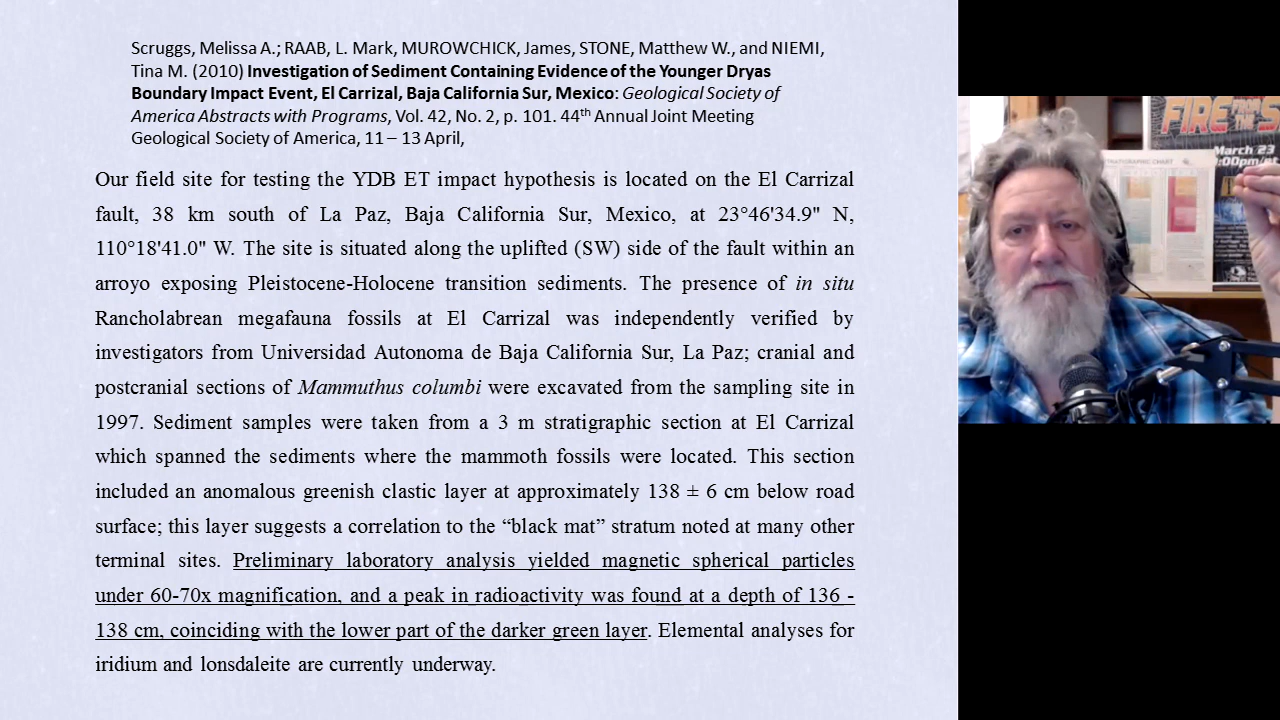 Scruggs, Melissa A.; RAAB, L. Mark, MUROWCHICK, James, STONE, Matthew W., and NIEMI,
Tina M. (2010) Investigation of Sediment Containing Evidence of the Younger Dryas
Boundary Impact Event, El Carrizal, Baja California Sur, Mexico: Geological Society of
America Abstracts with Programs, Vol. 42, No. 2, p. 101. 44th Annual Joint Meeting
Geological Society of America, 11 – 13 April,
Our field site for testing the YDB ET impact hypothesis is located on the El Carrizal
fault, 38 km south of La Paz, Baja California Sur, Mexico, at 23°46'34.9" N,
110°18'41.0" W. The site is situated along the uplifted (SW) side of the fault within an
arroyo exposing Pleistocene-Holocene transition sediments. The presence of in situ
Rancholabrean megafauna fossils at El Carrizal was independently verified by
investigators from Universidad Autonoma de Baja California Sur, La Paz; cranial and
postcranial sections of Mammuthus columbi were excavated from the sampling site in
1997. Sediment samples were taken from a 3 m stratigraphic section at El Carrizal
which spanned the sediments where the mammoth fossils were located. This section
included an anomalous greenish clastic layer at approximately 138 ± 6 cm below road
surface; this layer suggests a correlation to the “black mat” stratum noted at many other
terminal sites. Preliminary laboratory analysis yielded magnetic spherical particles
under 60-70x magnification, and a peak in radioactivity was found at a depth of 136 -
138 cm, coinciding with the lower part of the darker green layer. Elemental analyses for
iridium and lonsdaleite are currently underway.
FIRE FROM THE S
March 23
:00pm/
STRATIGRAPHIC CHART